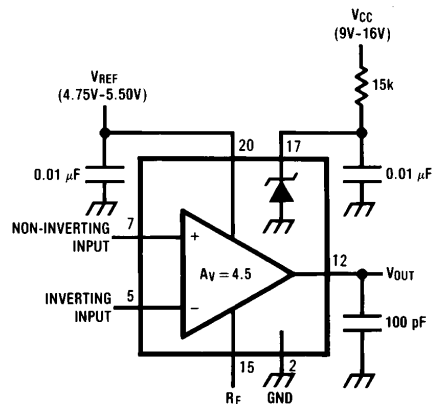 VCC
(9V–16V)
15k
VREF
(4.75V–5.50V)
20
17
0.01 μF
0.01 μF
7
NON-INVERTING
INPUT
+
AV = 4.5
12
VOUT
5
INVERTING
INPUT
−
100 pF
15
2
RF
GND